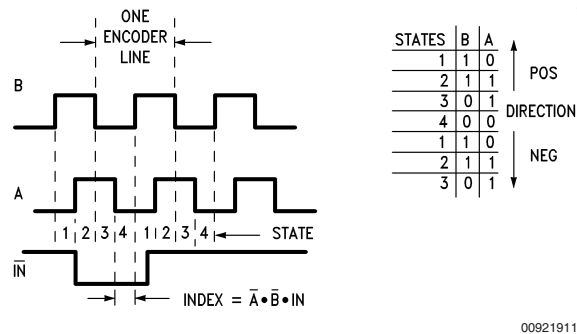 ONE
ENCODER
LINE
B
A
1 2 3 4 1 2 3 4 STATE
IN
INDEX = Ā•B̄•IN
STATES B A
1 1 0
2 1 1
3 0 1
4 0 0
1 1 0
2 1 1
3 0 1
POS
DIRECTION
NEG
00921911